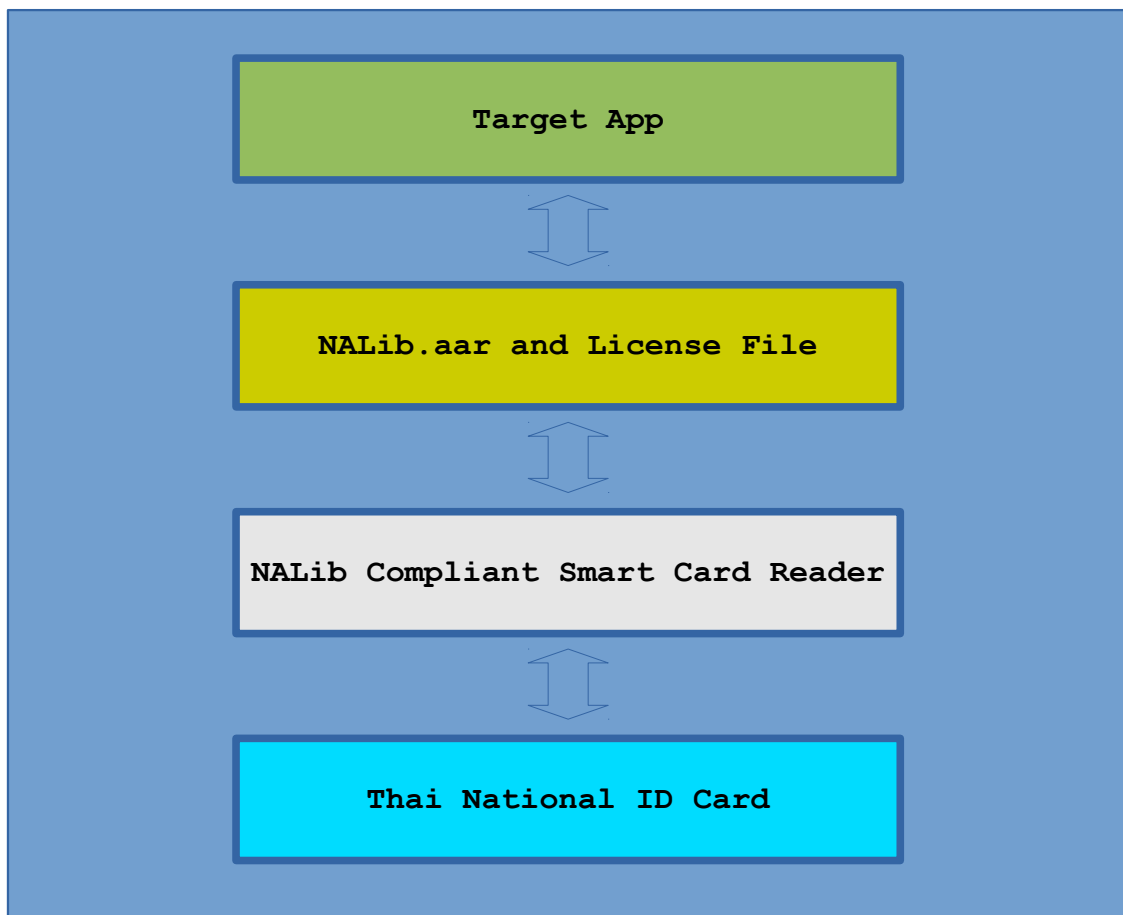 Target App
NALib.aar and License File
NALib Compliant Smart Card Reader
Thai National ID Card